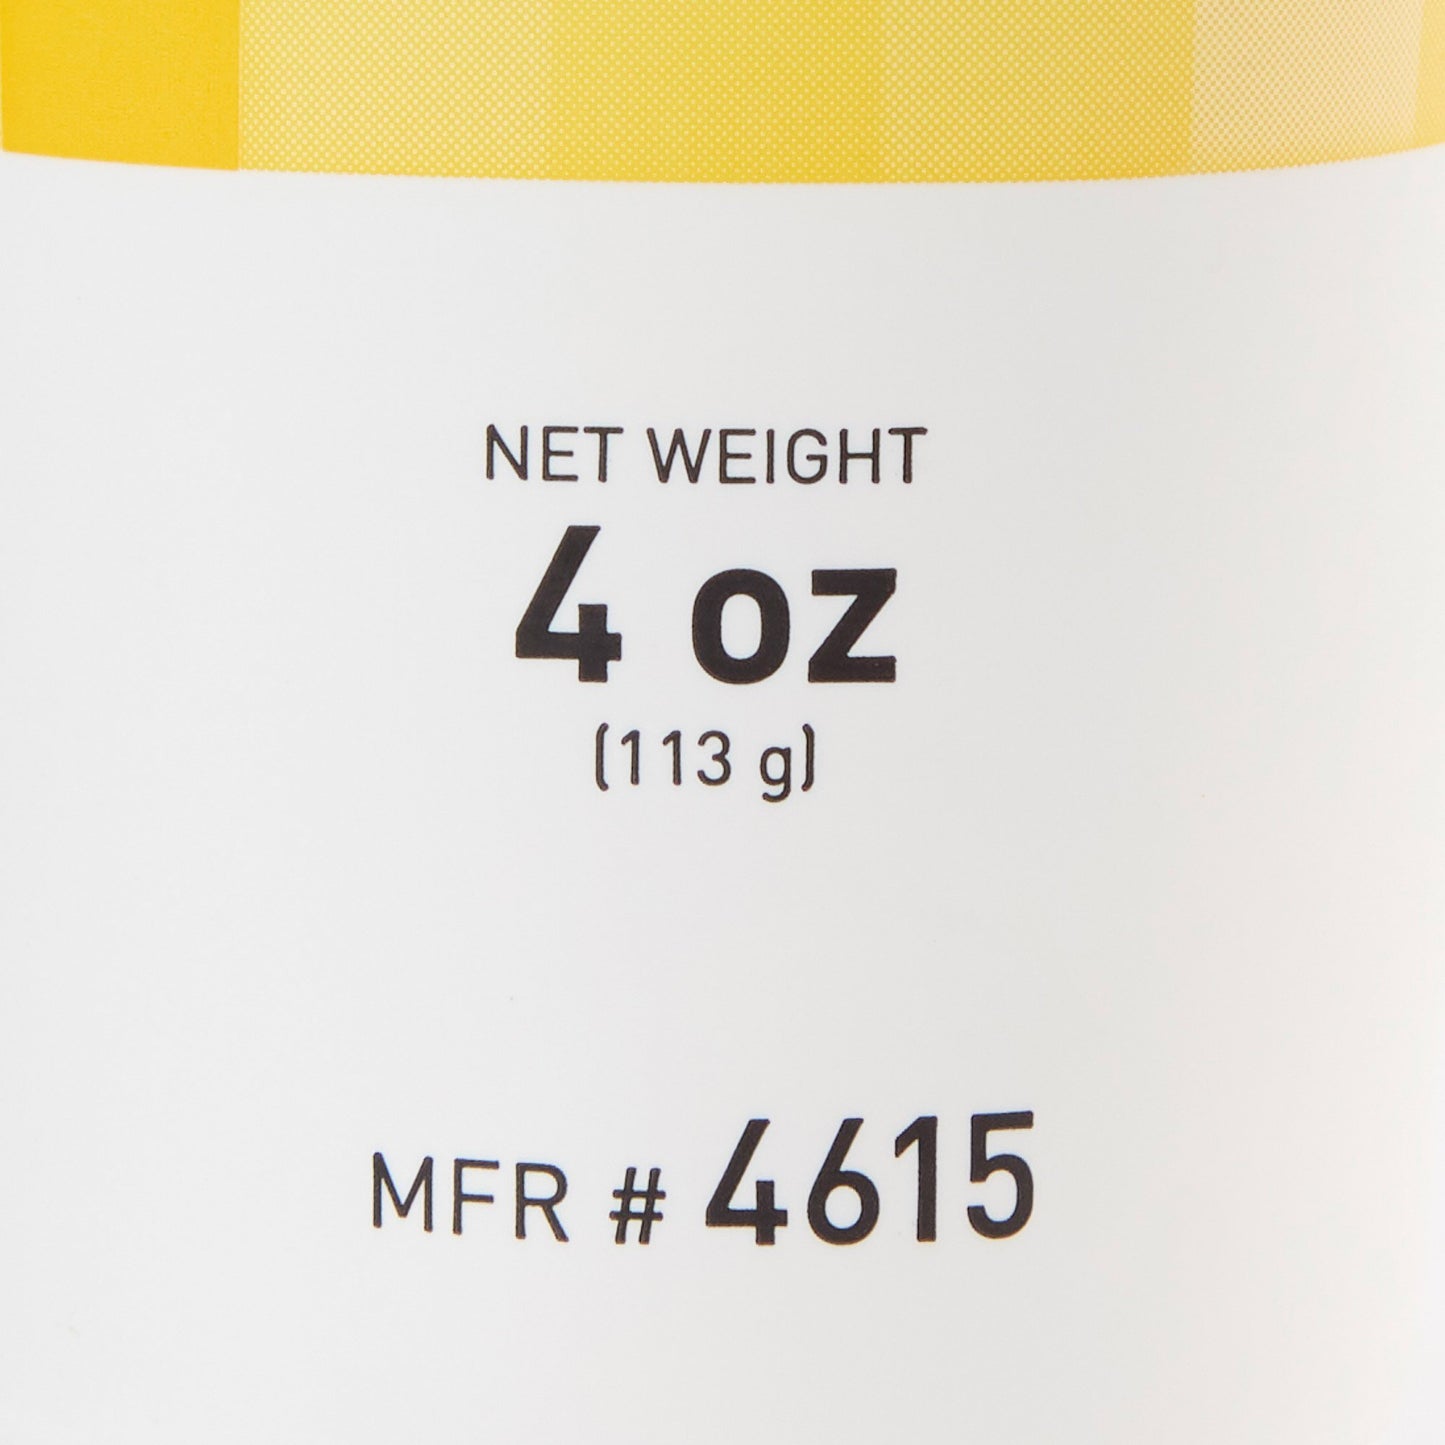 NET WEIGHT
4 oz
(113 g)
MFR # 4615